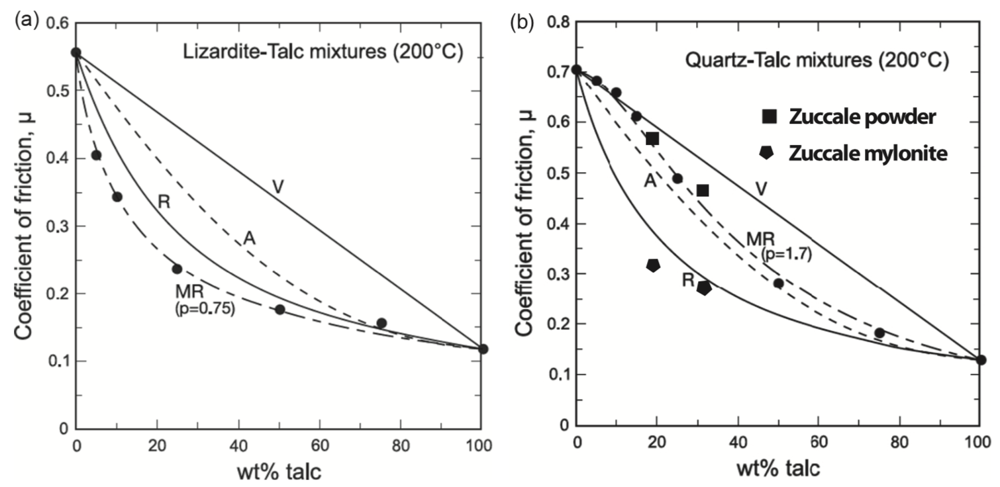 (a)
0.6
0.5
0.4
0.3
0.2
0.1
0
Lizardite-Talc mixtures (200°C)
V
R
A
MR
(p=0.75)
0 20 40 60 80 100
wt% talc
Coefficient of friction, μ
(b)
0.8
0.7
0.6
0.5
0.4
0.3
0.2
0.1
0
Quartz-Talc mixtures (200°C)
Zuccale powder
Zuccale mylonite
A
V
MR
(p=1.7)
R
0 20 40 60 80 100
wt% talc
Coefficient of friction, μ